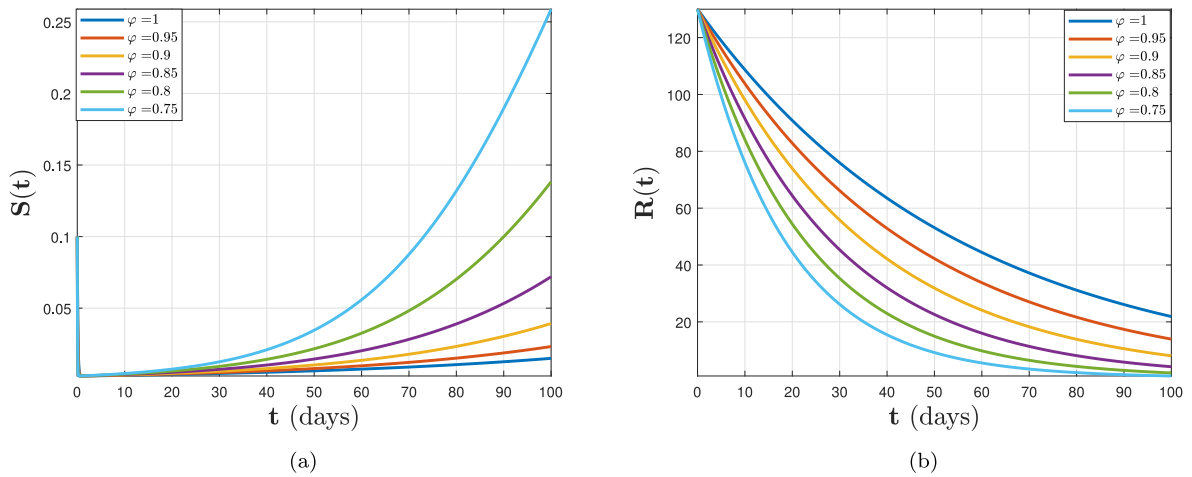 φ =1
φ =0.95
φ =0.9
φ =0.85
φ =0.8
φ =0.75
0.25
0.2
0.15
0.1
0.05
S(t)
0 10 20 30 40 50 60 70 80 90 100
t (days)
(a)
φ =1
φ =0.95
φ =0.9
φ =0.85
φ =0.8
φ =0.75
120
100
80
60
40
20
R(t)
0 10 20 30 40 50 60 70 80 90 100
t (days)
(b)